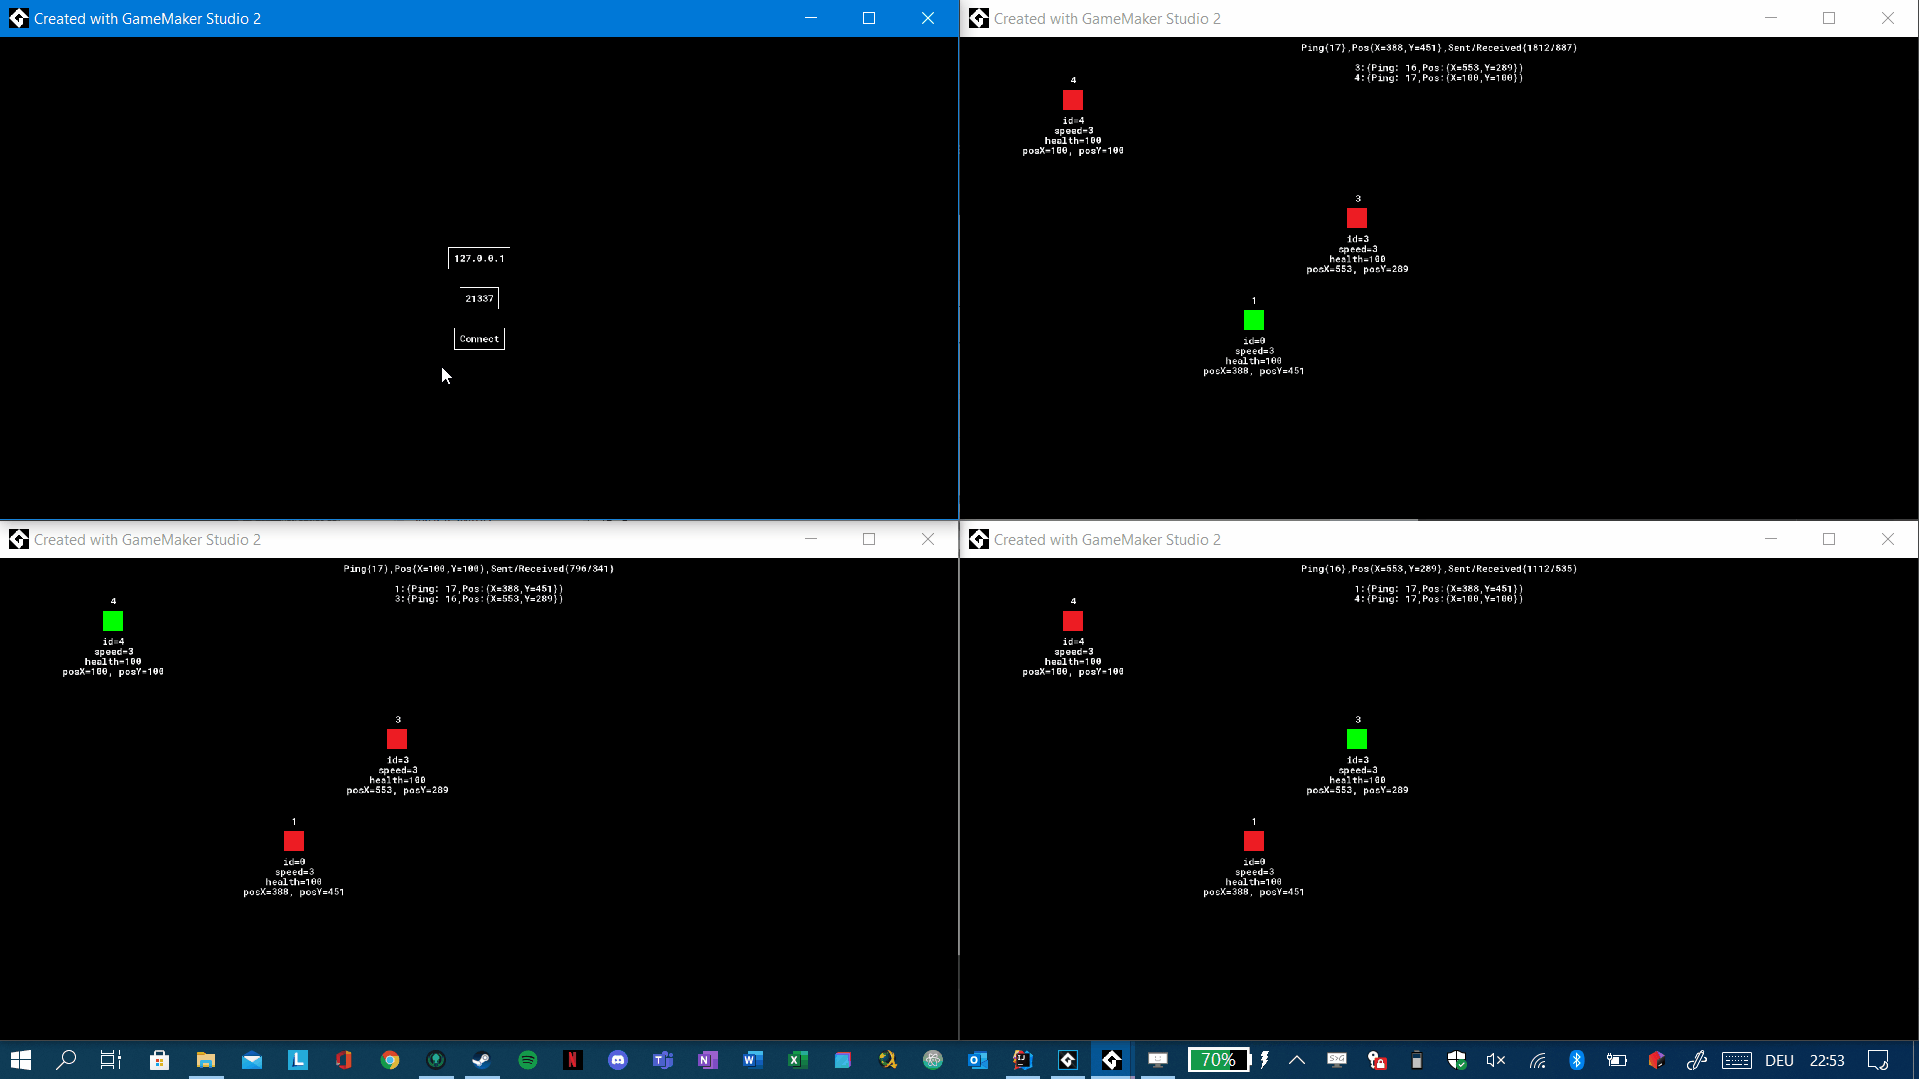 Created with GameMaker Studio 2
127.0.0.1
21337
Connect
Created with GameMaker Studio 2
Ping{17},Pos{X=388,Y=451},Sent/Received{1812/887}
3:{Ping: 16,Pos:{X=553,Y=289}}
4:{Ping: 17,Pos:{X=100,Y=100}}
4
id=4
speed=3
health=100
posX=100, posY=100
3
id=3
speed=3
health=100
posX=553, posY=289
1
id=0
speed=3
health=100
posX=388, posY=451
Created with GameMaker Studio 2
Ping{17},Pos{X=100,Y=100},Sent/Received{796/341}
1:{Ping: 17,Pos:{X=388,Y=451}}
3:{Ping: 16,Pos:{X=553,Y=289}}
4
id=4
speed=3
health=100
posX=100, posY=100
3
id=3
speed=3
health=100
posX=553, posY=289
1
id=0
speed=3
health=100
posX=388, posY=451
Created with GameMaker Studio 2
Ping{16},Pos{X=553,Y=289},Sent/Received{1112/535}
1:{Ping: 17,Pos:{X=388,Y=451}}
4:{Ping: 17,Pos:{X=100,Y=100}}
4
id=4
speed=3
health=100
posX=100, posY=100
3
id=3
speed=3
health=100
posX=553, posY=289
1
id=0
speed=3
health=100
posX=388, posY=451
70% DEU 22:53